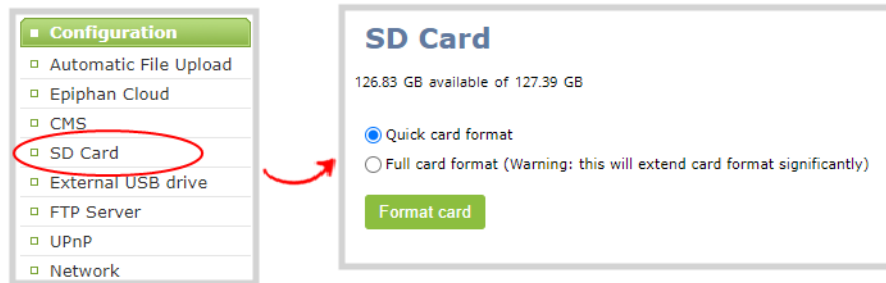 Configuration
Automatic File Upload
Epiphan Cloud
CMS
SD Card
External USB drive
FTP Server
UPnP
Network
SD Card
126.83 GB available of 127.39 GB
Quick card format
Full card format (Warning: this will extend card format significantly)
Format card